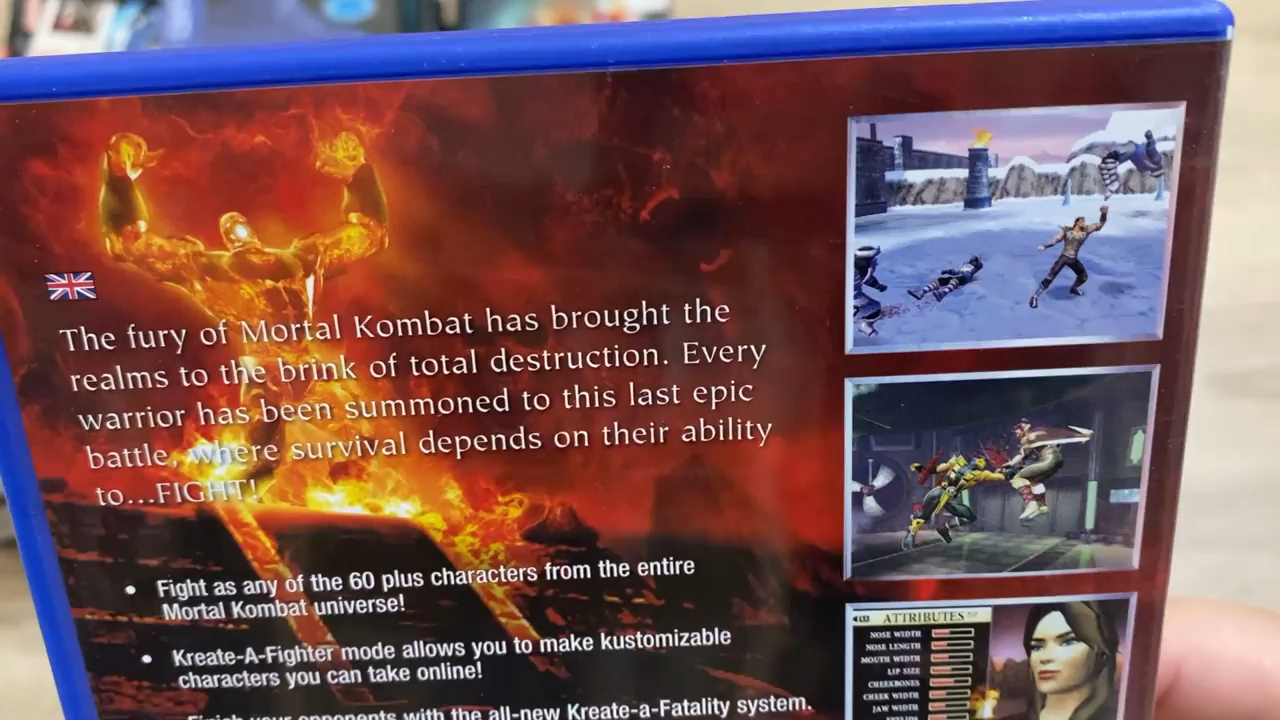 The fury of Mortal Kombat has brought the
realms to the brink of total destruction. Every
warrior has been summoned to this last epic
battle, where survival depends on their ability
to...FIGHT!
• Fight as any of the 60 plus characters from the entire
Mortal Kombat universe!
• Kreate-A-Fighter mode allows you to make kustomizable
characters you can take online!
Finish your opponents with the all-new Kreate-a-Fatality system.
ATTRIBUTES
NOSE WIDTH
NOSE LENGTH
MOUTH WIDTH
LIP SIZE
CHEEKBONES
CHEEK WIDTH
JAW WIDTH